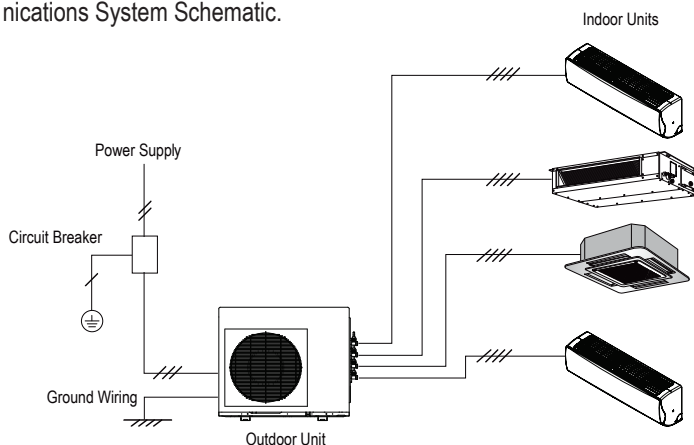 nications System Schematic.
Indoor Units
Power Supply
Circuit Breaker
Ground Wiring
Outdoor Unit